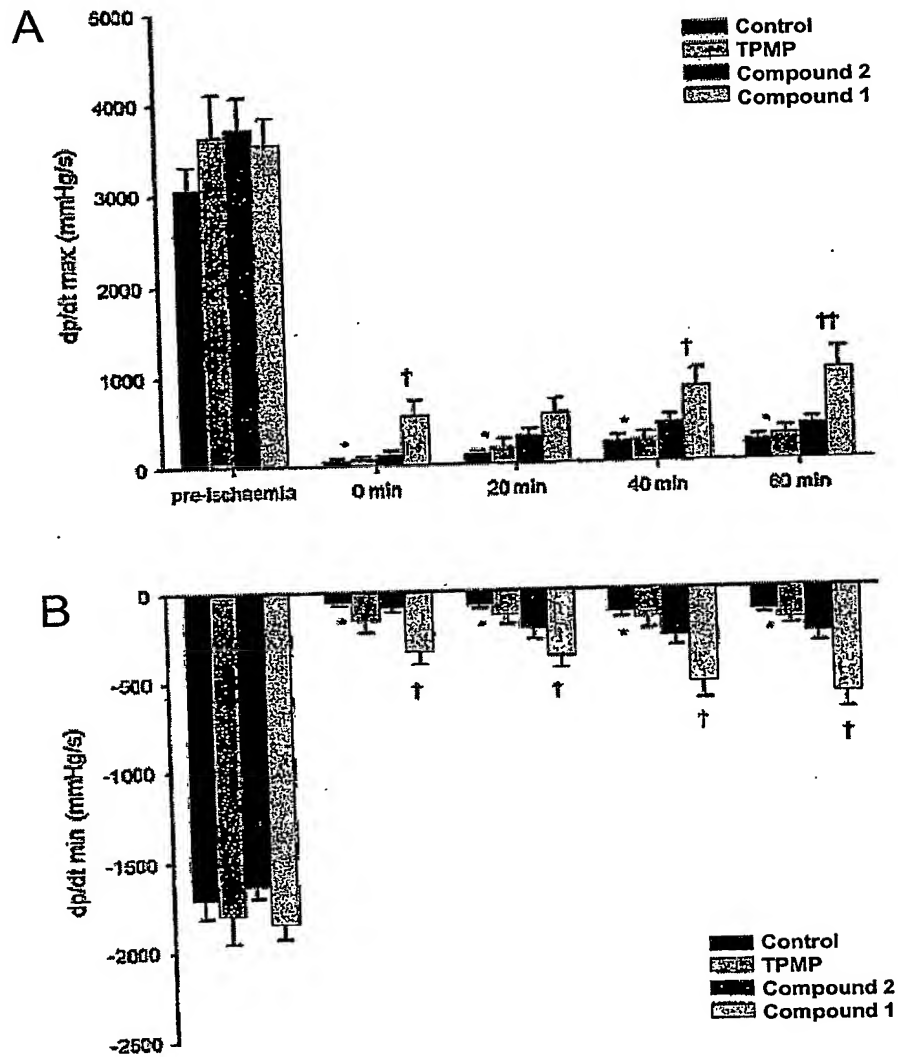 A
5000
4000
3000
2000
1000
0
dp/dt max (mmHg/s)
Control
TPMP
Compound 2
Compound 1
†
†
††
*
*
*
*
pre-ischaemia
0 min
20 min
40 min
60 min
B
0
-500
-1000
-1500
-2000
-2500
dp/dt min (mmHg/s)
*
*
*
*
†
†
†
†
Control
TPMP
Compound 2
Compound 1